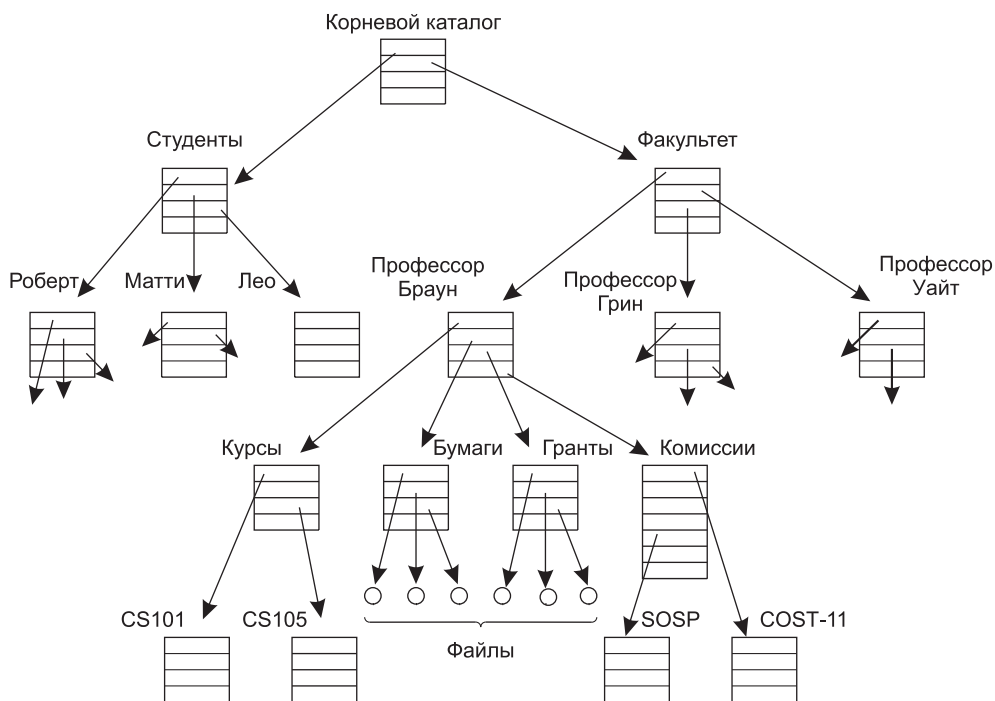 Корневой каталог
Студенты
Факультет
Роберт
Матти
Лео
Профессор
Браун
Профессор
Грин
Профессор
Уайт
Курсы
Бумаги
Гранты
Комиссии
CS101
CS105
Файлы
SOSP
COST-11